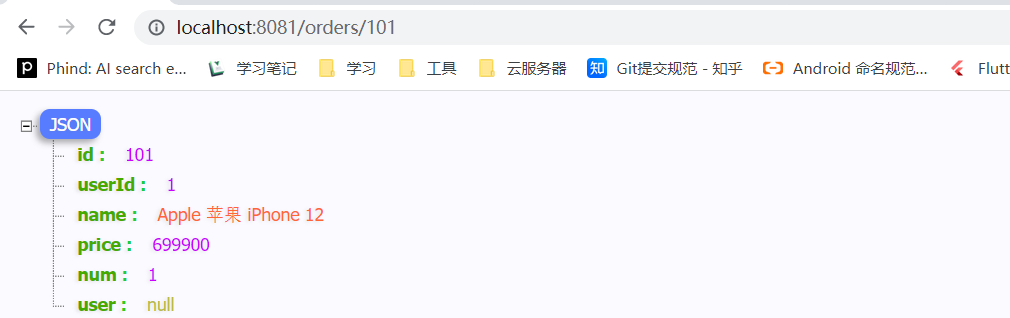 localhost:8081/orders/101
Phind: AI search e... 学习笔记 学习 工具 云服务器 知 Git提交规范 - 知乎 Android 命名规范... Flutt
JSON
id : 101
userId : 1
name : Apple 苹果 iPhone 12
price : 699900
num : 1
user : null